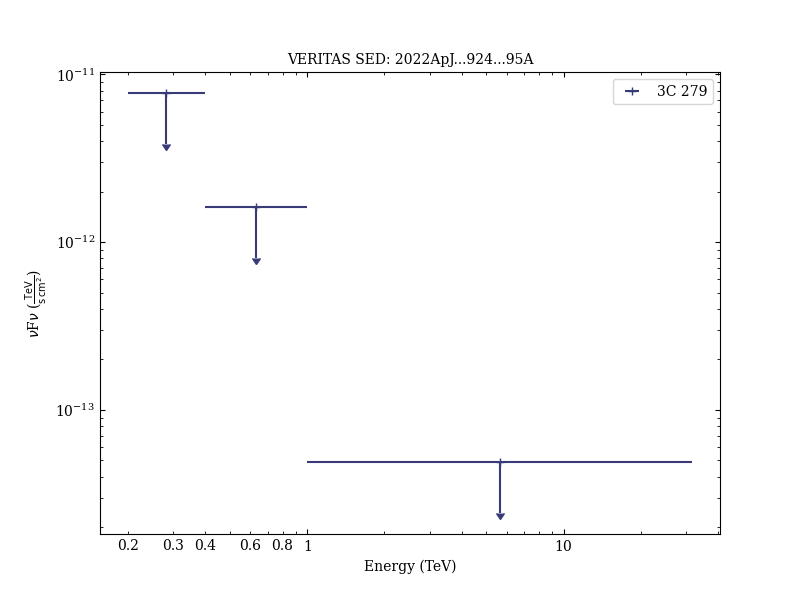 VERITAS SED: 2022ApJ...924...95A
3C 279
10⁻¹¹
10⁻¹²
10⁻¹³
νFν (TeV / s cm²)
0.2 0.3 0.4 0.6 0.8 1 10
Energy (TeV)